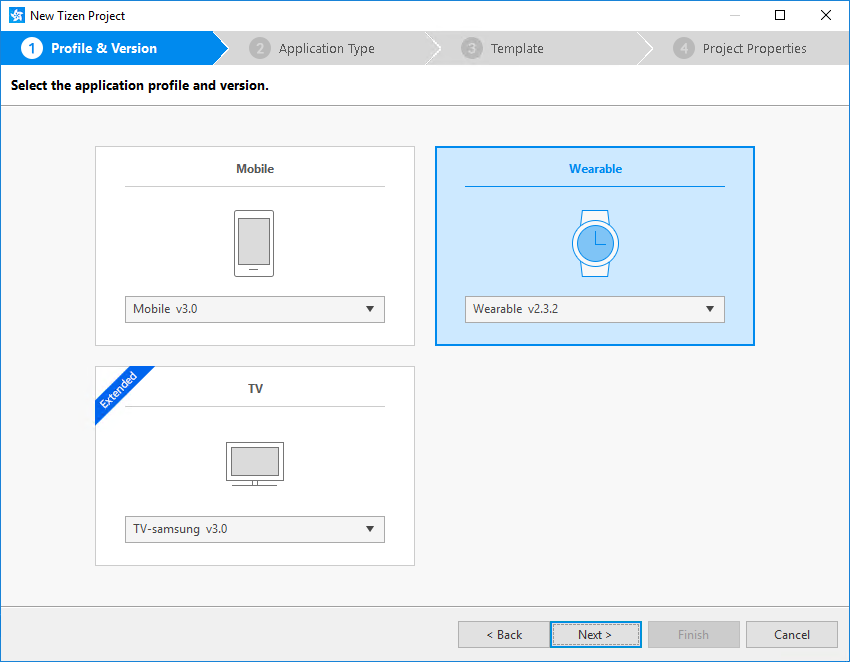 New Tizen Project
1 Profile & Version
2 Application Type
3 Template
4 Project Properties
Select the application profile and version.
Mobile
Mobile v3.0
Wearable
Wearable v2.3.2
Extended
TV
TV-samsung v3.0
< Back
Next >
Finish
Cancel